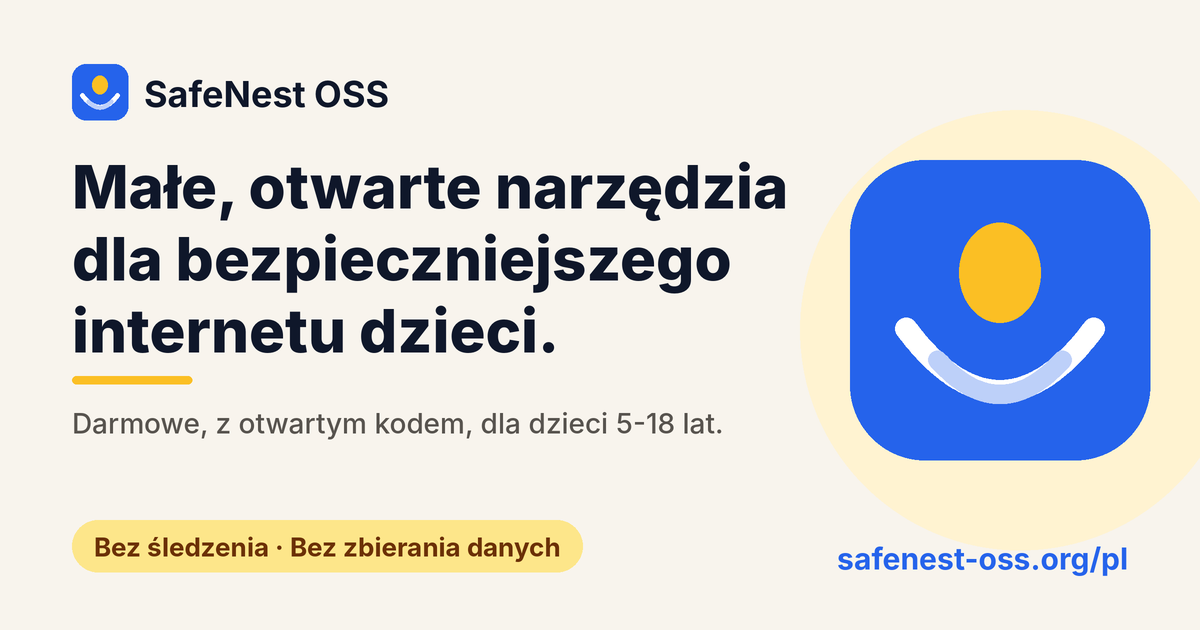 SafeNest OSS
Małe, otwarte narzędzia
dla bezpieczniejszego
internetu dzieci.
Darmowe, z otwartym kodem, dla dzieci 5-18 lat.
Bez śledzenia · Bez zbierania danych
safenest-oss.org/pl